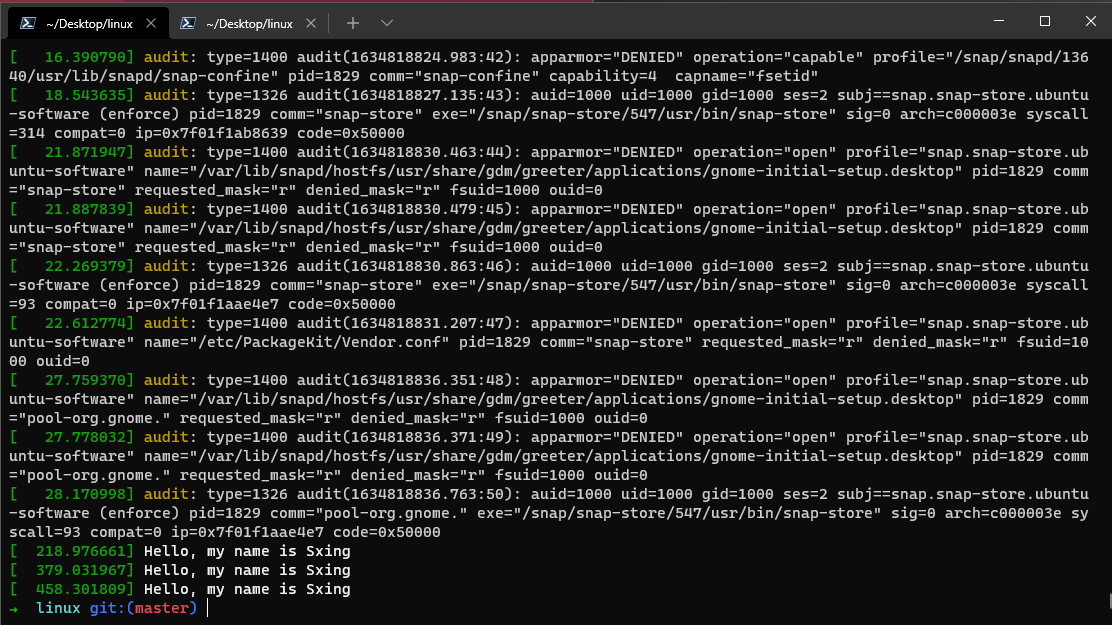 ~/Desktop/linux ~/Desktop/linux
[   16.390790] audit: type=1400 audit(1634818824.983:42): apparmor="DENIED" operation="capable" profile="/snap/snapd/136
40/usr/lib/snapd/snap-confine" pid=1829 comm="snap-confine" capability=4  capname="fsetid"
[   18.543635] audit: type=1326 audit(1634818827.135:43): auid=1000 uid=1000 gid=1000 ses=2 subj==snap.snap-store.ubuntu
-software (enforce) pid=1829 comm="snap-store" exe="/snap/snap-store/547/usr/bin/snap-store" sig=0 arch=c000003e syscall
=314 compat=0 ip=0x7f01f1ab8639 code=0x50000
[   21.871947] audit: type=1400 audit(1634818830.463:44): apparmor="DENIED" operation="open" profile="snap.snap-store.ub
untu-software" name="/var/lib/snapd/hostfs/usr/share/gdm/greeter/applications/gnome-initial-setup.desktop" pid=1829 comm
="snap-store" requested_mask="r" denied_mask="r" fsuid=1000 ouid=0
[   21.887839] audit: type=1400 audit(1634818830.479:45): apparmor="DENIED" operation="open" profile="snap.snap-store.ub
untu-software" name="/var/lib/snapd/hostfs/usr/share/gdm/greeter/applications/gnome-initial-setup.desktop" pid=1829 comm
="snap-store" requested_mask="r" denied_mask="r" fsuid=1000 ouid=0
[   22.269379] audit: type=1326 audit(1634818830.863:46): auid=1000 uid=1000 gid=1000 ses=2 subj==snap.snap-store.ubuntu
-software (enforce) pid=1829 comm="snap-store" exe="/snap/snap-store/547/usr/bin/snap-store" sig=0 arch=c000003e syscall
=93 compat=0 ip=0x7f01f1aae4e7 code=0x50000
[   22.612774] audit: type=1400 audit(1634818831.207:47): apparmor="DENIED" operation="open" profile="snap.snap-store.ub
untu-software" name="/etc/PackageKit/Vendor.conf" pid=1829 comm="snap-store" requested_mask="r" denied_mask="r" fsuid=10
00 ouid=0
[   27.759370] audit: type=1400 audit(1634818836.351:48): apparmor="DENIED" operation="open" profile="snap.snap-store.ub
untu-software" name="/var/lib/snapd/hostfs/usr/share/gdm/greeter/applications/gnome-initial-setup.desktop" pid=1829 comm
="pool-org.gnome." requested_mask="r" denied_mask="r" fsuid=1000 ouid=0
[   27.778032] audit: type=1400 audit(1634818836.371:49): apparmor="DENIED" operation="open" profile="snap.snap-store.ub
untu-software" name="/var/lib/snapd/hostfs/usr/share/gdm/greeter/applications/gnome-initial-setup.desktop" pid=1829 comm
="pool-org.gnome." requested_mask="r" denied_mask="r" fsuid=1000 ouid=0
[   28.170998] audit: type=1326 audit(1634818836.763:50): auid=1000 uid=1000 gid=1000 ses=2 subj==snap.snap-store.ubuntu
-software (enforce) pid=1829 comm="pool-org.gnome." exe="/snap/snap-store/547/usr/bin/snap-store" sig=0 arch=c000003e sy
scall=93 compat=0 ip=0x7f01f1aae4e7 code=0x50000
[  218.976661] Hello, my name is Sxing
[  379.031967] Hello, my name is Sxing
[  458.301809] Hello, my name is Sxing
→  linux git:(master)